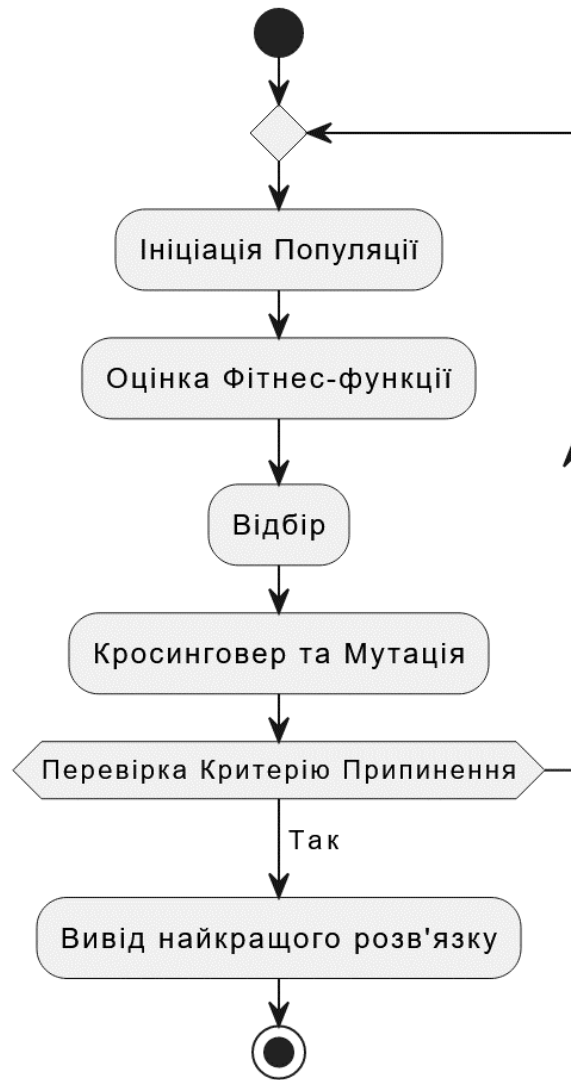 Ініціація Популяції
Оцінка Фітнес-функції
Відбір
Кросинговер та Мутація
Перевірка Критерію Припинення
Так
Вивід найкращого розв'язку